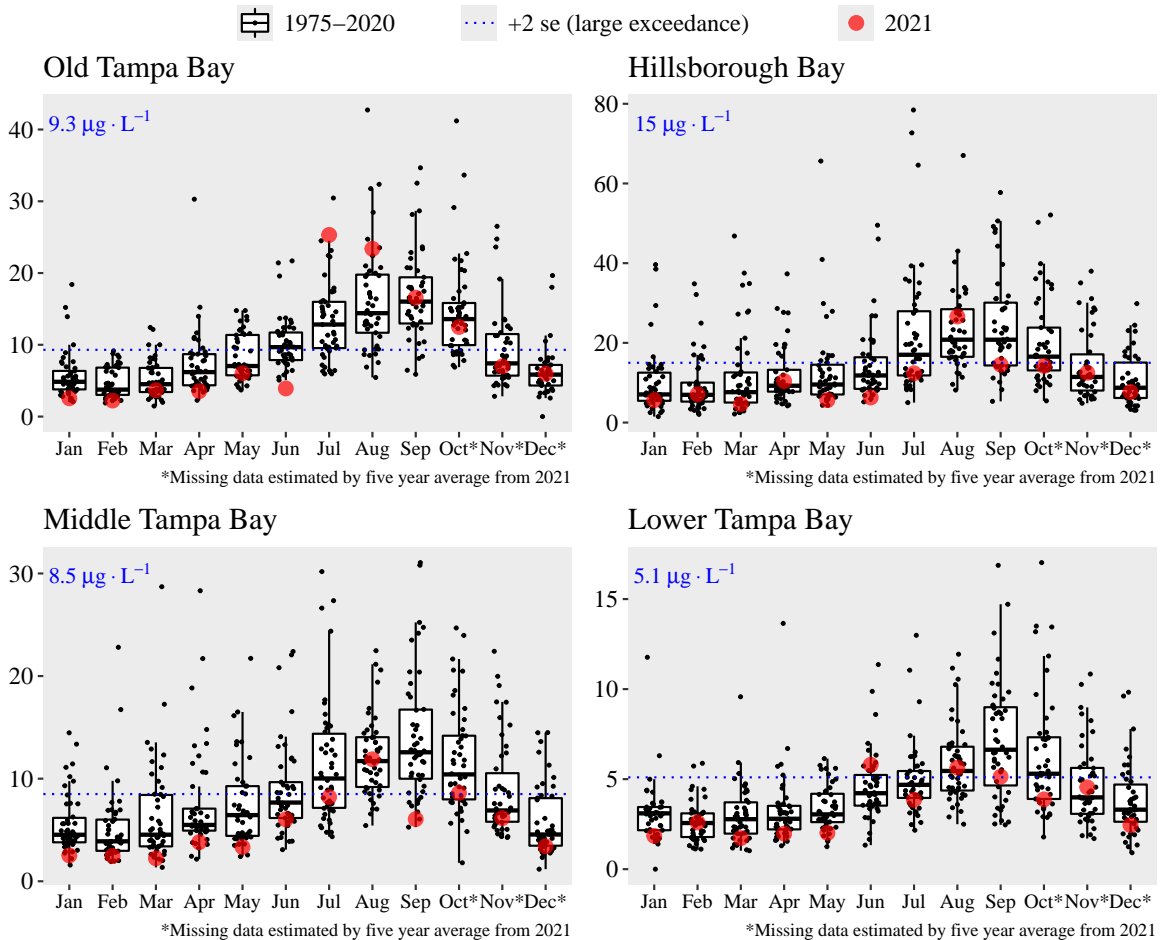 1975–2020 +2 se (large exceedance) 2021
Old Tampa Bay
9.3 μg · L⁻¹
40
30
20
10
0
Jan Feb Mar Apr May Jun Jul Aug Sep Oct* Nov* Dec*
*Missing data estimated by five year average from 2021
Hillsborough Bay
15 μg · L⁻¹
80
60
40
20
0
Jan Feb Mar Apr May Jun Jul Aug Sep Oct* Nov* Dec*
*Missing data estimated by five year average from 2021
Middle Tampa Bay
8.5 μg · L⁻¹
30
20
10
0
Jan Feb Mar Apr May Jun Jul Aug Sep Oct* Nov* Dec*
*Missing data estimated by five year average from 2021
Lower Tampa Bay
5.1 μg · L⁻¹
15
10
5
0
Jan Feb Mar Apr May Jun Jul Aug Sep Oct* Nov* Dec*
*Missing data estimated by five year average from 2021